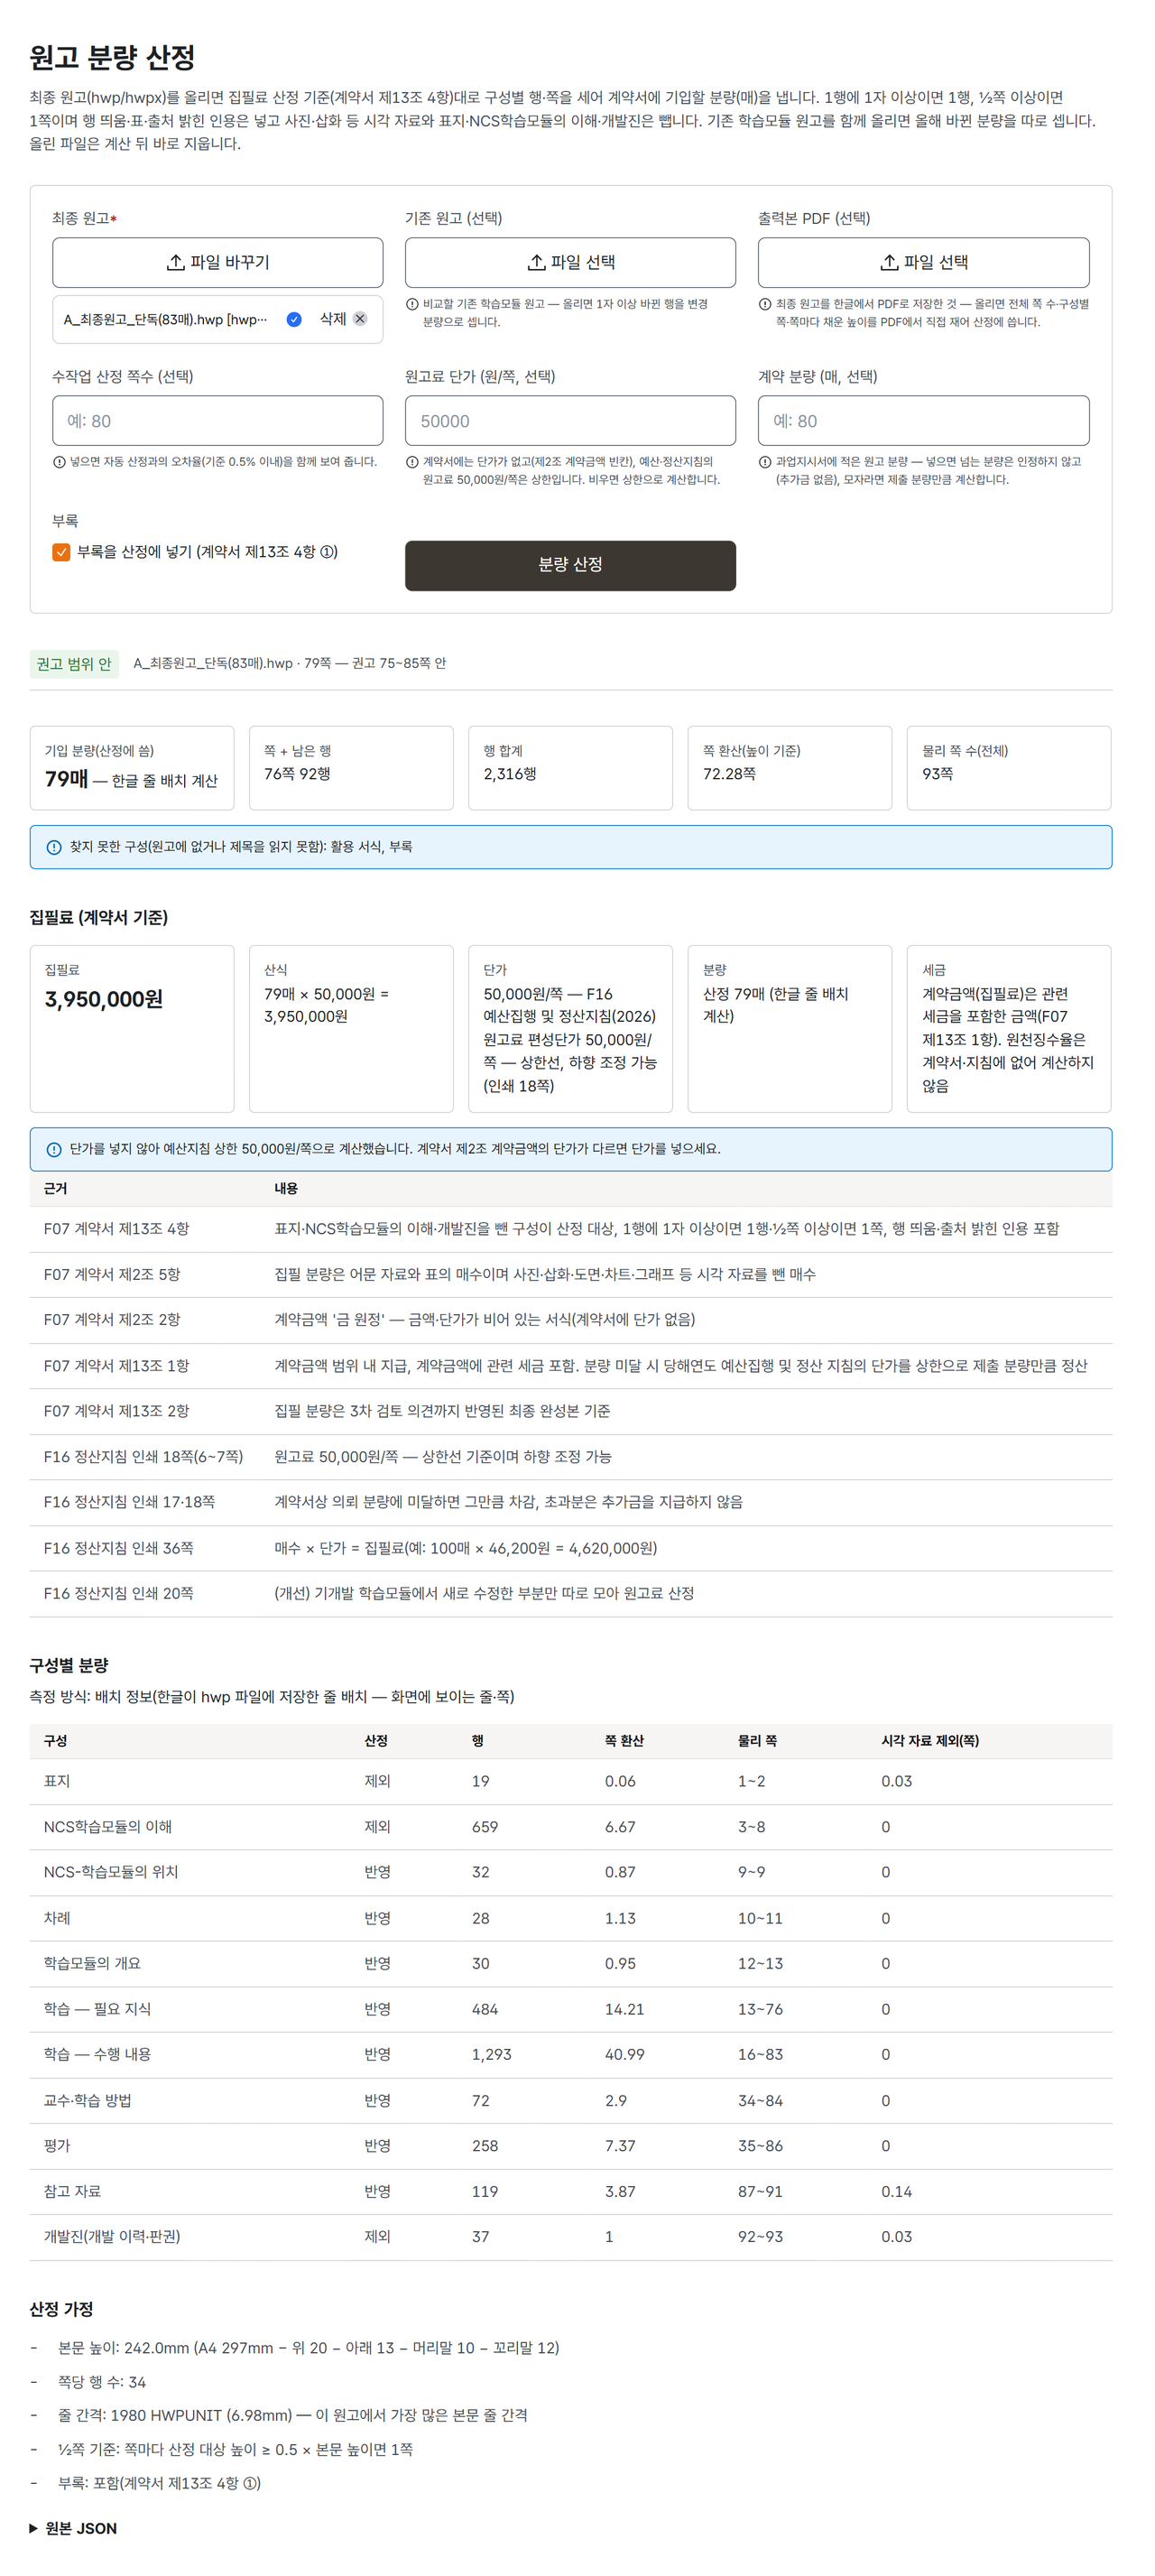 원고 분량 산정
최종 원고(hwp/hwpx)를 올리면 집필료 산정 기준(계약서 제13조 4항)대로 구성별 행·쪽을 세어 계약서에 기입할 분량(매)을 냅니다. 1행에 1자 이상이면 1행, ½쪽 이상이면
1쪽이며 행 띄움·표·출처 밝힌 인용은 넣고 사진·삽화 등 시각 자료와 표지·NCS학습모듈의 이해·개발진은 뺍니다. 기존 학습모듈 원고를 함께 올리면 올해 바뀐 분량을 따로 셉니다.
올린 파일은 계산 뒤 바로 지웁니다.
최종 원고*
기존 원고 (선택)
출력본 PDF (선택)
파일 바꾸기
파일 선택
파일 선택
A_최종원고_단독(83매).hwp [hwp···
삭제
비교할 기존 학습모듈 원고 — 올리면 1자 이상 바뀐 행을 변경
분량으로 셉니다.
최종 원고를 한글에서 PDF로 저장한 것 — 올리면 전체 쪽 수·구성별
쪽·쪽마다 채운 높이를 PDF에서 직접 재어 산정에 씁니다.
수작업 산정 쪽수 (선택)
원고료 단가 (원/쪽, 선택)
계약 분량 (매, 선택)
예: 80
50000
예: 80
넣으면 자동 산정과의 오차율(기준 0.5% 이내)을 함께 보여 줍니다.
계약서에는 단가가 없고(제2조 계약금액 빈칸), 예산·정산지침의
원고료 50,000원/쪽은 상한입니다. 비우면 상한으로 계산합니다.
과업지시서에 적은 원고 분량 — 넣으면 넘는 분량은 인정하지 않고
(추가금 없음), 모자라면 제출 분량만큼 계산합니다.
부록
부록을 산정에 넣기 (계약서 제13조 4항 ①)
분량 산정
권고 범위 안
A_최종원고_단독(83매).hwp · 79쪽 — 권고 75~85쪽 안
기입 분량(산정에 씀)
79매 — 한글 줄 배치 계산
쪽 + 남은 행
76쪽 92행
행 합계
2,316행
쪽 환산(높이 기준)
72.28쪽
물리 쪽 수(전체)
93쪽
찾지 못한 구성(원고에 없거나 제목을 읽지 못함): 활용 서식, 부록
집필료 (계약서 기준)
집필료
3,950,000원
산식
79매 × 50,000원 =
3,950,000원
단가
50,000원/쪽 — F16
예산집행 및 정산지침(2026)
원고료 편성단가 50,000원/
쪽 — 상한선, 하향 조정 가능
(인쇄 18쪽)
분량
산정 79매 (한글 줄 배치
계산)
세금
계약금액(집필료)은 관련
세금을 포함한 금액(F07
제13조 1항). 원천징수율은
계약서·지침에 없어 계산하지
않음
단가를 넣지 않아 예산지침 상한 50,000원/쪽으로 계산했습니다. 계약서 제2조 계약금액의 단가가 다르면 단가를 넣으세요.
근거 내용
F07 계약서 제13조 4항 표지·NCS학습모듈의 이해·개발진을 뺀 구성이 산정 대상, 1행에 1자 이상이면 1행·½쪽 이상이면 1쪽, 행 띄움·출처 밝힌 인용 포함
F07 계약서 제2조 5항 집필 분량은 어문 자료와 표의 매수이며 사진·삽화·도면·차트·그래프 등 시각 자료를 뺀 매수
F07 계약서 제2조 2항 계약금액 '금 원정' — 금액·단가가 비어 있는 서식(계약서에 단가 없음)
F07 계약서 제13조 1항 계약금액 범위 내 지급, 계약금액에 관련 세금 포함. 분량 미달 시 당해연도 예산집행 및 정산 지침의 단가를 상한으로 제출 분량만큼 정산
F07 계약서 제13조 2항 집필 분량은 3차 검토 의견까지 반영된 최종 완성본 기준
F16 정산지침 인쇄 18쪽(6~7쪽) 원고료 50,000원/쪽 — 상한선 기준이며 하향 조정 가능
F16 정산지침 인쇄 17·18쪽 계약서상 의뢰 분량에 미달하면 그만큼 차감, 초과분은 추가금을 지급하지 않음
F16 정산지침 인쇄 36쪽 매수 × 단가 = 집필료(예: 100매 × 46,200원 = 4,620,000원)
F16 정산지침 인쇄 20쪽 (개선) 기개발 학습모듈에서 새로 수정한 부분만 따로 모아 원고료 산정
구성별 분량
측정 방식: 배치 정보(한글이 hwp 파일에 저장한 줄 배치 — 화면에 보이는 줄·쪽)
구성 산정 행 쪽 환산 물리 쪽 시각 자료 제외(쪽)
표지 제외 19 0.06 1~2 0.03
NCS학습모듈의 이해 제외 659 6.67 3~8 0
NCS-학습모듈의 위치 반영 32 0.87 9~9 0
차례 반영 28 1.13 10~11 0
학습모듈의 개요 반영 30 0.95 12~13 0
학습 — 필요 지식 반영 484 14.21 13~76 0
학습 — 수행 내용 반영 1,293 40.99 16~83 0
교수·학습 방법 반영 72 2.9 34~84 0
평가 반영 258 7.37 35~86 0
참고 자료 반영 119 3.87 87~91 0.14
개발진(개발 이력·판권) 제외 37 1 92~93 0.03
산정 가정
- 본문 높이: 242.0mm (A4 297mm − 위 20 − 아래 13 − 머리말 10 − 꼬리말 12)
- 쪽당 행 수: 34
- 줄 간격: 1980 HWPUNIT (6.98mm) — 이 원고에서 가장 많은 본문 줄 간격
- ½쪽 기준: 쪽마다 산정 대상 높이 ≥ 0.5 × 본문 높이면 1쪽
- 부록: 포함(계약서 제13조 4항 ①)
▶ 원본 JSON